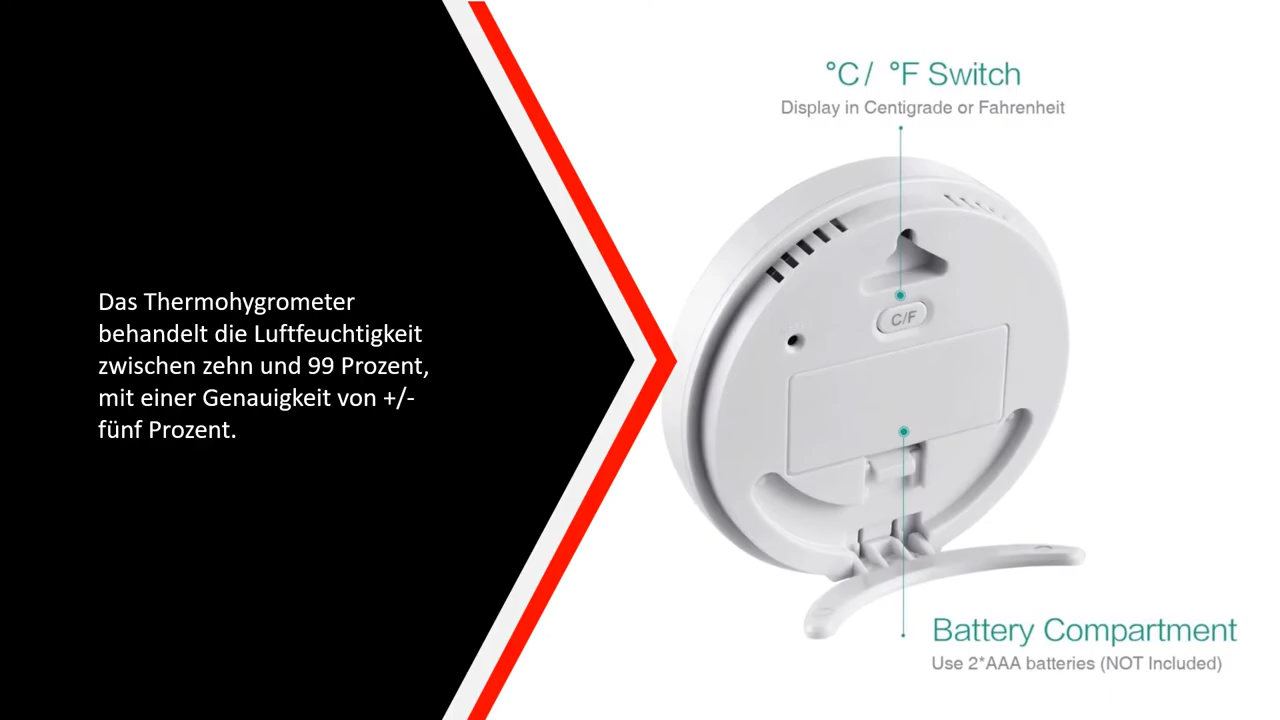 Das Thermohygrometer
behandelt die Luftfeuchtigkeit
zwischen zehn und 99 Prozent,
mit einer Genauigkeit von +/-
fünf Prozent.
°C/ °F Switch
Display in Centigrade or Fahrenheit
C/F
Battery Compartment
Use 2*AAA batteries (NOT Included)